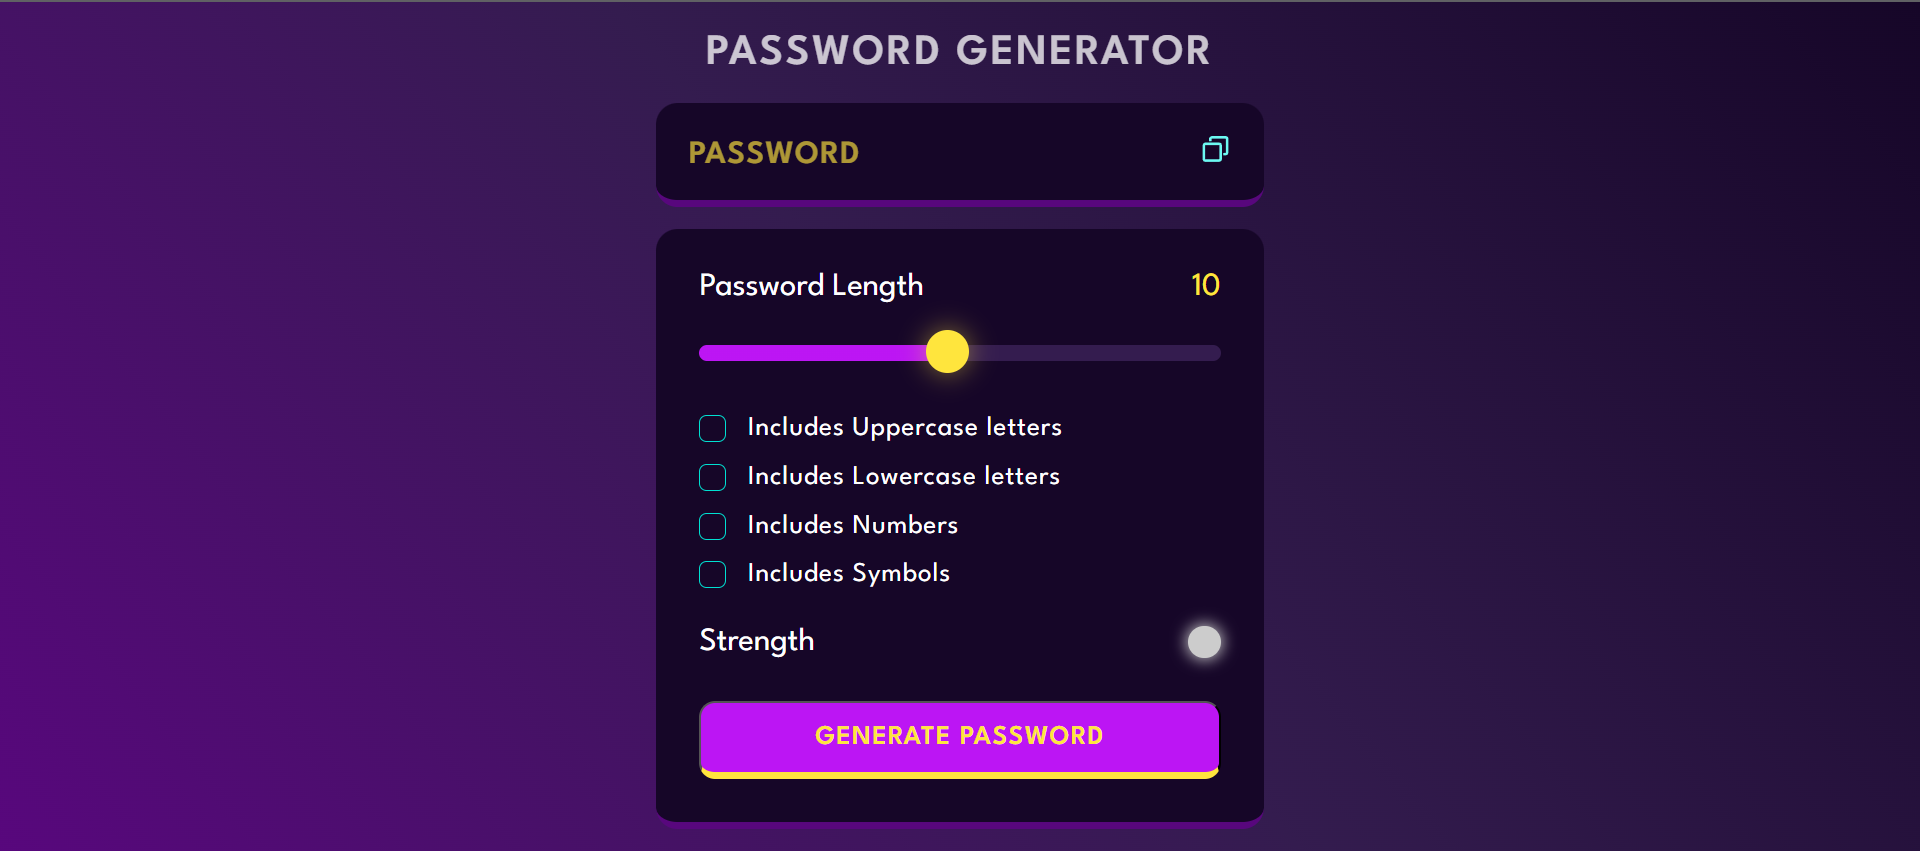 PASSWORD GENERATOR
PASSWORD
Password Length 10
Includes Uppercase letters
Includes Lowercase letters
Includes Numbers
Includes Symbols
Strength
GENERATE PASSWORD